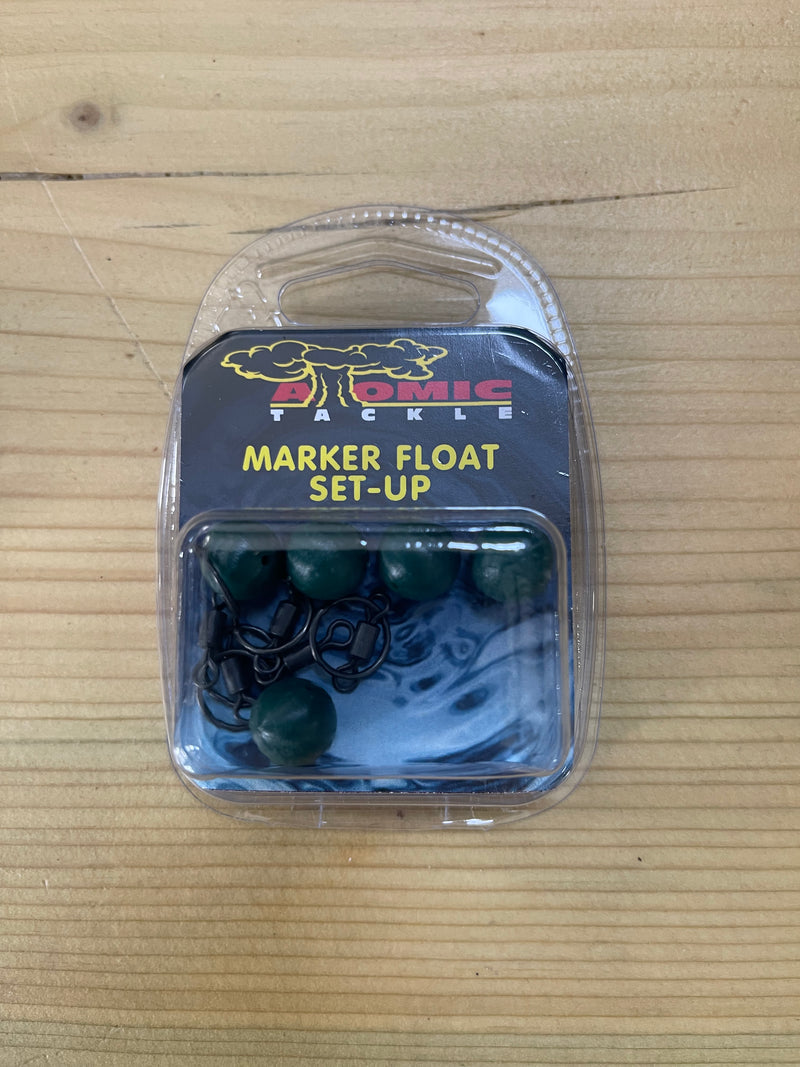 ATOMIC
TACKLE
MARKER FLOAT
SET-UP